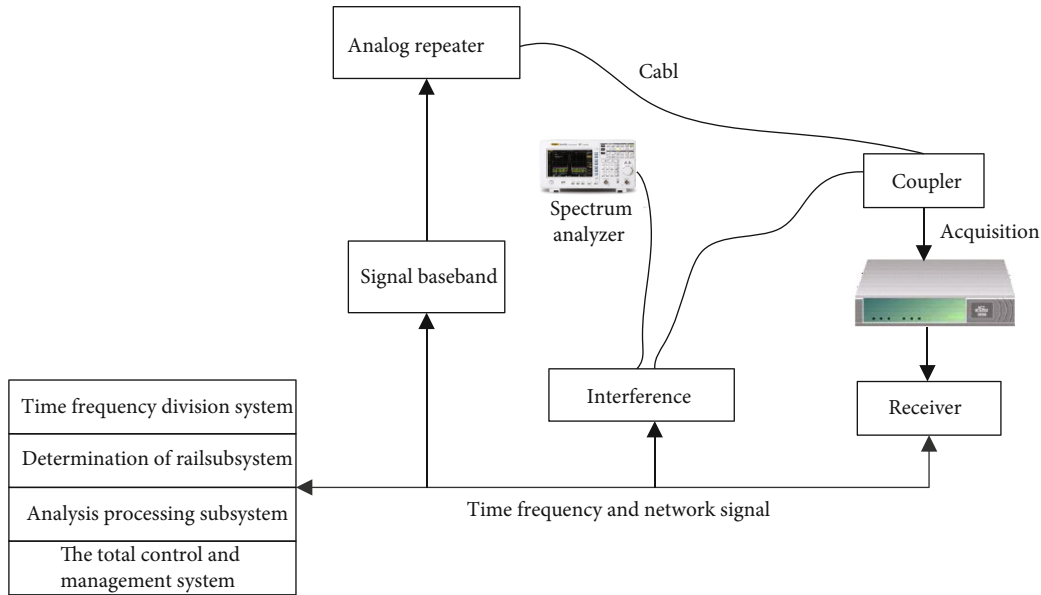 Analog repeater
Cabl
Coupler
Spectrum
analyzer
Acquisition
Signal baseband
Interference
Receiver
Time frequency division system
Determination of railsubsystem
Analysis processing subsystem
The total control and
management system
Time frequency and network signal